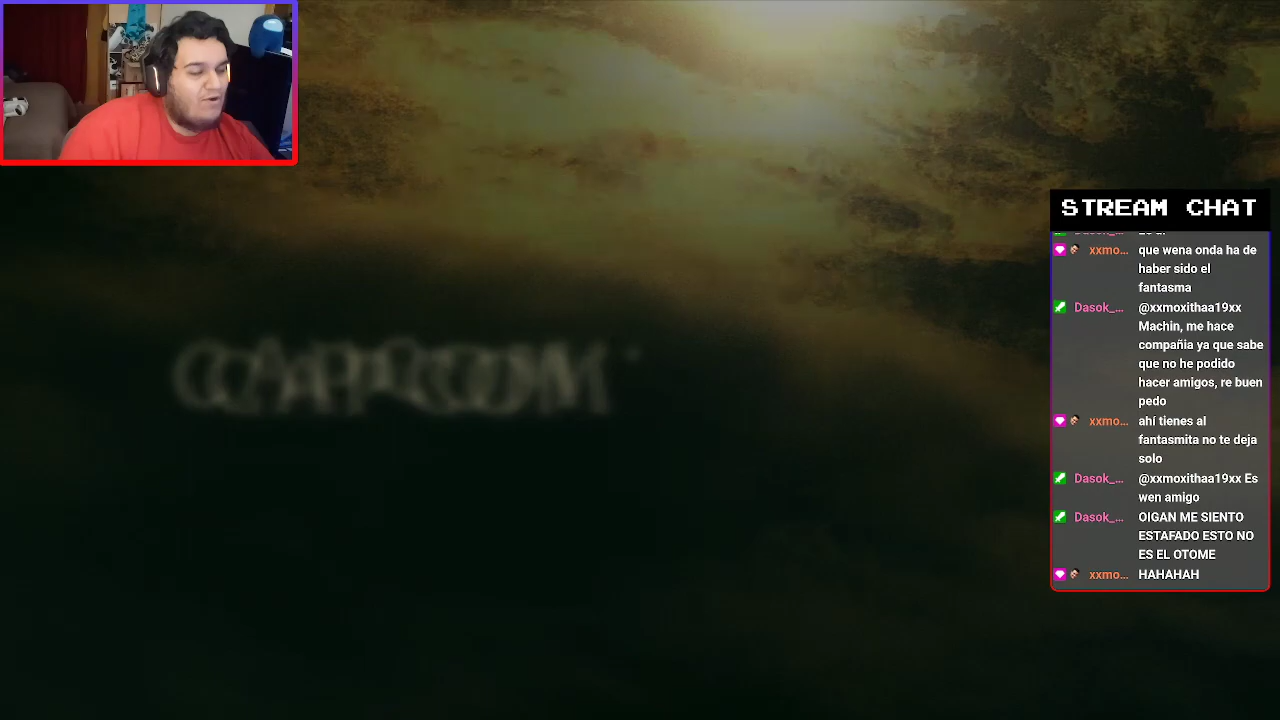 CAPCOM
STREAM CHAT
xxmo... que wena onda ha de
haber sido el
fantasma
Dasok_... @xxmoxithaa19xx
Machin, me hace
compañia ya que sabe
que no he podido
hacer amigos, re buen
pedo
xxmo... ahí tienes al
fantasmita no te deja
solo
Dasok_... @xxmoxithaa19xx Es
wen amigo
Dasok_... OIGAN ME SIENTO
ESTAFADO ESTO NO
ES EL OTOME
xxmo... HAHAHAH